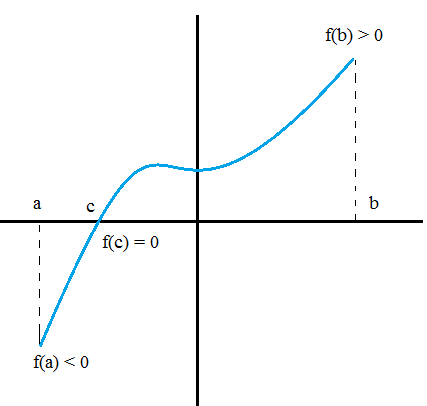 f(b) > 0
a
c
b
f(c) = 0
f(a) < 0